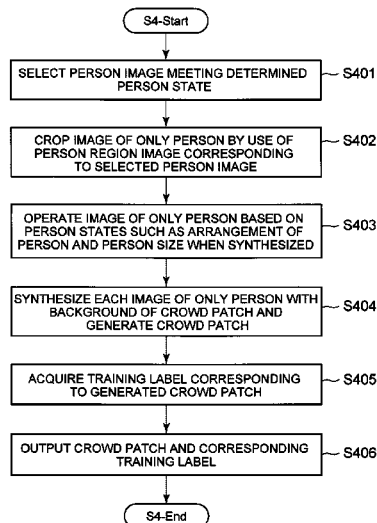 S4-Start
SELECT PERSON IMAGE MEETING DETERMINED
PERSON STATE
S401
CROP IMAGE OF ONLY PERSON BY USE OF
PERSON REGION IMAGE CORRESPONDING
TO SELECTED PERSON IMAGE
S402
OPERATE IMAGE OF ONLY PERSON BASED ON
PERSON STATES SUCH AS ARRANGEMENT OF
PERSON AND PERSON SIZE WHEN SYNTHESIZED
S403
SYNTHESIZE EACH IMAGE OF ONLY PERSON WITH
BACKGROUND OF CROWD PATCH AND
GENERATE CROWD PATCH
S404
ACQUIRE TRAINING LABEL CORRESPONDING
TO GENERATED CROWD PATCH
S405
OUTPUT CROWD PATCH AND CORRESPONDING
TRAINING LABEL
S406
S4-End